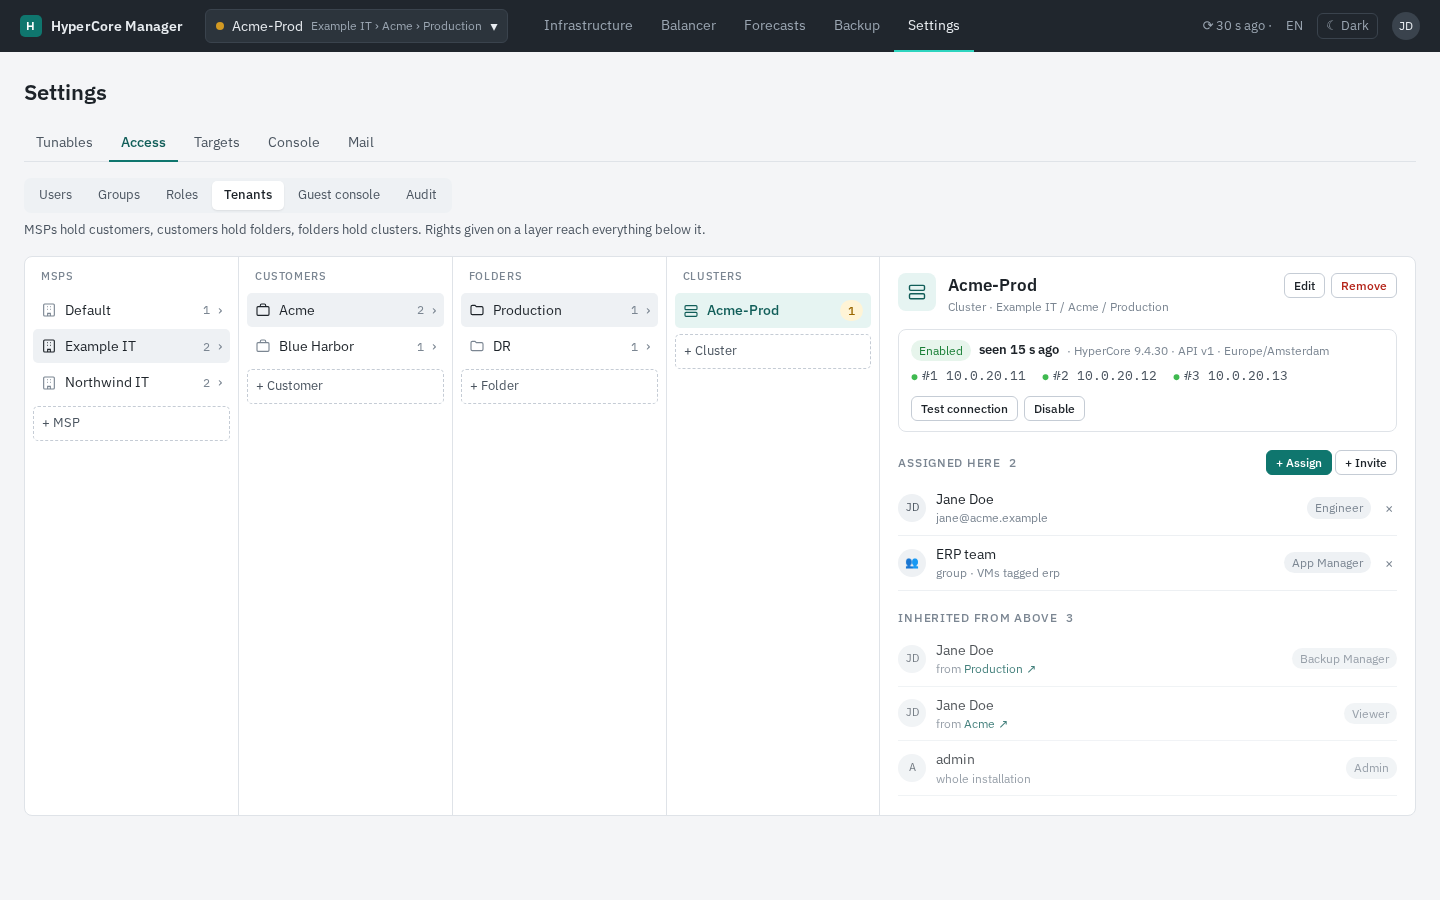 H HyperCore Manager Acme-Prod Example IT › Acme › Production ▾ Infrastructure Balancer Forecasts Backup Settings ⟳ 30 s ago · EN ☾ Dark JD
Settings
Tunables Access Targets Console Mail
Users Groups Roles Tenants Guest console Audit
MSPs hold customers, customers hold folders, folders hold clusters. Rights given on a layer reach everything below it.
MSPS
Default 1 ›
Example IT 2 ›
Northwind IT 2 ›
+ MSP
CUSTOMERS
Acme 2 ›
Blue Harbor 1 ›
+ Customer
FOLDERS
Production 1 ›
DR 1 ›
+ Folder
CLUSTERS
Acme-Prod 1
+ Cluster
Acme-Prod Edit Remove
Cluster · Example IT / Acme / Production
Enabled seen 15 s ago · HyperCore 9.4.30 · API v1 · Europe/Amsterdam
● #1 10.0.20.11 ● #2 10.0.20.12 ● #3 10.0.20.13
Test connection Disable
ASSIGNED HERE 2 + Assign + Invite
JD Jane Doe Engineer ×
jane@acme.example
ERP team App Manager ×
group · VMs tagged erp
INHERITED FROM ABOVE 3
JD Jane Doe Backup Manager
from Production ↗
JD Jane Doe Viewer
from Acme ↗
A admin Admin
whole installation